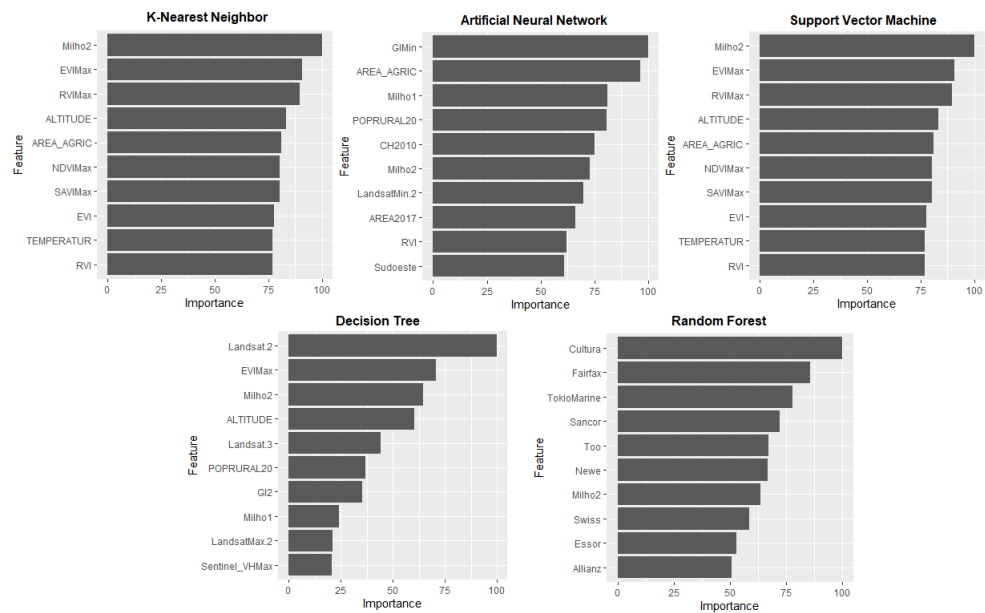 K-Nearest Neighbor
Feature
Milho2
EVIMax
RVIMax
ALTITUDE
AREA_AGRIC
NDVIMax
SAVIMax
EVI
TEMPERATUR
RVI
0 25 50 75 100
Importance
Artificial Neural Network
Feature
GIMin
AREA_AGRIC
Milho1
POPRURAL20
CH2010
Milho2
LandsatMin.2
AREA2017
RVI
Sudoeste
0 25 50 75 100
Importance
Support Vector Machine
Feature
Milho2
EVIMax
RVIMax
ALTITUDE
AREA_AGRIC
NDVIMax
SAVIMax
EVI
TEMPERATUR
RVI
0 25 50 75 100
Importance
Decision Tree
Feature
Landsat.2
EVIMax
Milho2
ALTITUDE
Landsat.3
POPRURAL20
GI2
Milho1
LandsatMax.2
Sentinel_VHMax
0 25 50 75 100
Importance
Random Forest
Feature
Cultura
Fairfax
TokioMarine
Sancor
Too
Newe
Milho2
Swiss
Essor
Allianz
0 25 50 75 100
Importance